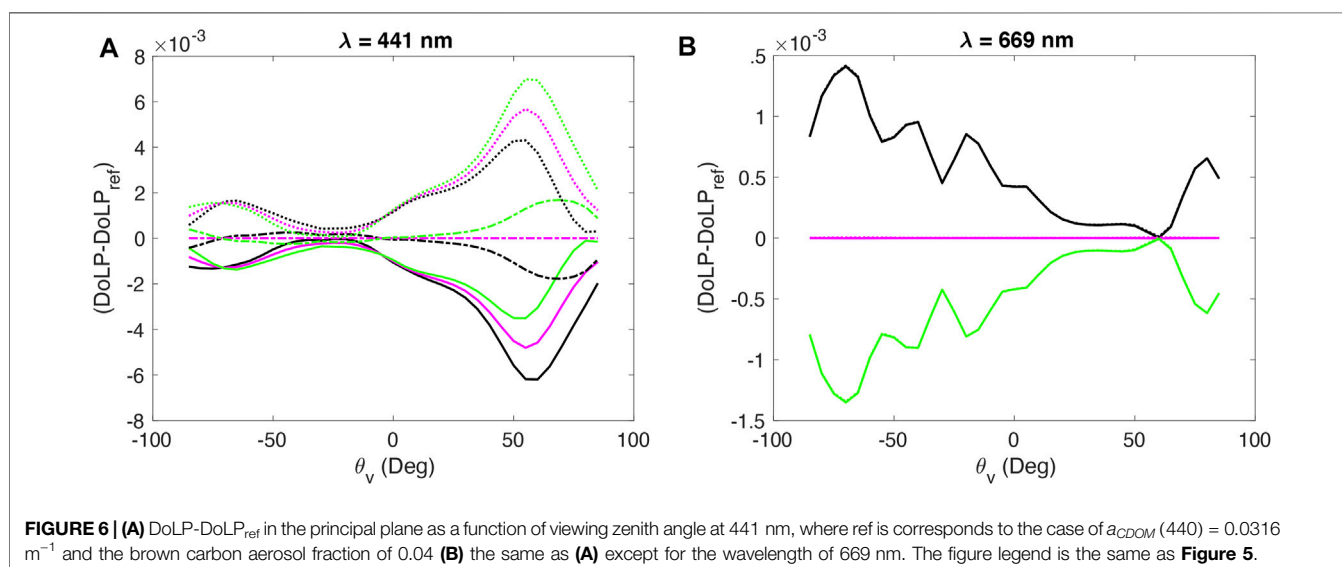 A
×10⁻³
λ = 441 nm
8
6
4
2
0
-2
-4
-6
-8
(DoLP-DoLP_ref)
-100
-50
0
50
100
θ_v (Deg)
B
×10⁻³
λ = 669 nm
.5
1
0.5
0
-0.5
-1
-1.5
(DoLP-DoLP_ref)
-100
-50
0
50
100
θ_v (Deg)
FIGURE 6 | (A) DoLP-DoLP_ref in the principal plane as a function of viewing zenith angle at 441 nm, where ref is corresponds to the case of a_CDOM (440) = 0.0316
m⁻¹ and the brown carbon aerosol fraction of 0.04 (B) the same as (A) except for the wavelength of 669 nm. The figure legend is the same as Figure 5.